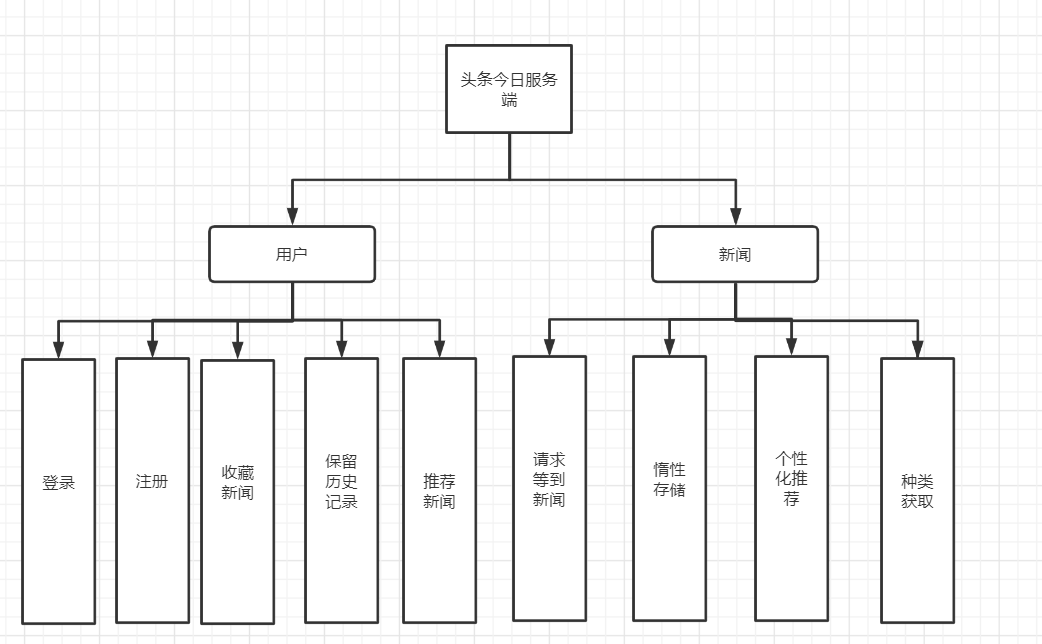 头条今日服务
端
用户
新闻
登录
注册
收藏
新闻
保留
历史
记录
推荐
新闻
请求
等到
新闻
惰性
存储
个性
化推
荐
种类
获取